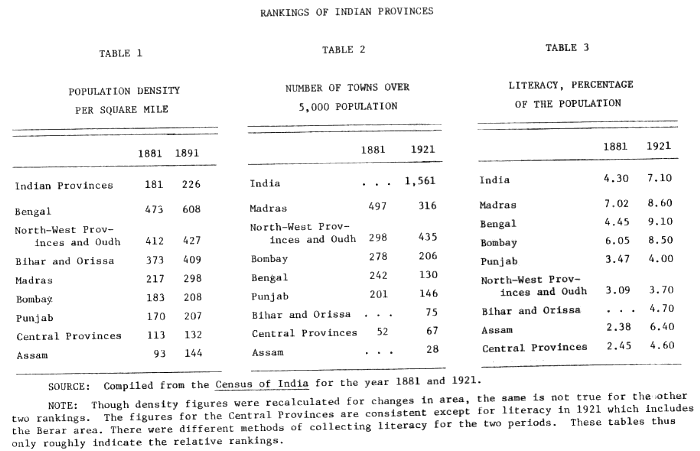 RANKINGS OF INDIAN PROVINCES
TABLE 1
POPULATION DENSITY
PER SQUARE MILE
1881 1891
Indian Provinces 181 226
Bengal 473 608
North-West Prov-
inces and Oudh 412 427
Bihar and Orissa 373 409
Madras 217 298
Bombay 183 208
Punjab 170 207
Central Provinces 113 132
Assam 93 144
TABLE 2
NUMBER OF TOWNS OVER
5,000 POPULATION
1881 1921
India . . . 1,561
Madras 497 316
North-West Prov-
inces and Oudh 298 435
Bombay 278 206
Bengal 242 130
Punjab 201 146
Bihar and Orissa . . . 75
Central Provinces 52 67
Assam . . . 28
TABLE 3
LITERACY, PERCENTAGE
OF THE POPULATION
1881 1921
India 4.30 7.10
Madras 7.02 8.60
Bengal 4.45 9.10
Bombay 6.05 8.50
Punjab 3.47 4.00
North-West Prov-
inces and Oudh 3.09 3.70
Bihar and Orissa . . . 4.70
Assam 2.38 6.40
Central Provinces 2.45 4.60
SOURCE: Compiled from the Census of India for the year 1881 and 1921.
NOTE: Though density figures were recalculated for changes in area, the same is not true for the other
two rankings. The figures for the Central Provinces are consistent except for literacy in 1921 which includes
the Berar area. There were different methods of collecting literacy for the two periods. These tables thus
only roughly indicate the relative rankings.